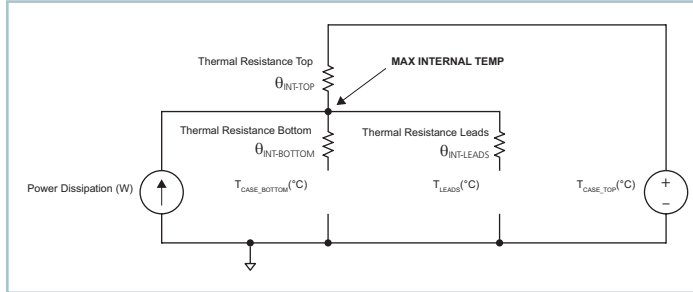 Thermal Resistance Top
θINT-TOP
MAX INTERNAL TEMP
Thermal Resistance Bottom
θINT-BOTTOM
Thermal Resistance Leads
θINT-LEADS
Power Dissipation (W)
TCASE_BOTTOM(°C)
TLEADS(°C)
TCASE_TOP(°C)
+
–